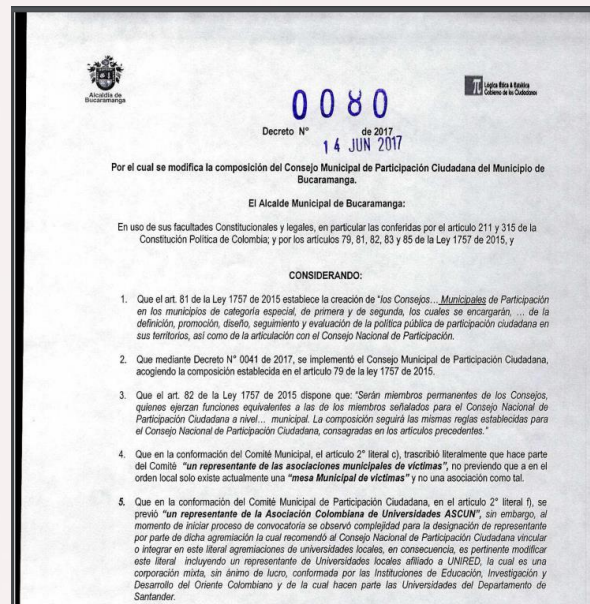 Alcaldía de
Bucaramanga
Lógica Ética & Estética
Gobierno de los Ciudadanos
0080
Decreto N° de 2017
14 JUN 2017
Por el cual se modifica la composición del Consejo Municipal de Participación Ciudadana del Municipio de
Bucaramanga.
El Alcalde Municipal de Bucaramanga:
En uso de sus facultades Constitucionales y legales, en particular las conferidas por el artículo 211 y 315 de la
Constitución Política de Colombia; y por los artículos 79, 81, 82, 83 y 85 de la Ley 1757 de 2015, y
CONSIDERANDO:
1. Que el art. 81 de la Ley 1757 de 2015 establece la creación de "los Consejos... Municipales de Participación
en los municipios de categoría especial, de primera y de segunda, los cuales se encargarán, ... de la
definición, promoción, diseño, seguimiento y evaluación de la política pública de participación ciudadana en
sus territorios, así como de la articulación con el Consejo Nacional de Participación.
2. Que mediante Decreto N° 0041 de 2017, se implementó el Consejo Municipal de Participación Ciudadana,
acogiendo la composición establecida en el artículo 79 de la ley 1757 de 2015.
3. Que el art. 82 de la Ley 1757 de 2015 dispone que: "Serán miembros permanentes de los Consejos,
quienes ejerzan funciones equivalentes a las de los miembros señalados para el Consejo Nacional de
Participación Ciudadana a nivel... municipal. La composición seguirá las mismas reglas establecidas para
el Consejo Nacional de Participación Ciudadana, consagradas en los artículos precedentes."
4. Que en la conformación del Comité Municipal, el artículo 2° literal c), trascribió literalmente que hace parte
del Comité "un representante de las asociaciones municipales de víctimas", no previendo que a en el
orden local solo existe actualmente una "mesa Municipal de víctimas" y no una asociación como tal.
5. Que en la conformación del Comité Municipal de Participación Ciudadana, en el artículo 2° literal f), se
previó "un representante de la Asociación Colombiana de Universidades ASCUN", sin embargo, al
momento de iniciar proceso de convocatoria se observó complejidad para la designación de representante
por parte de dicha agremiación la cual recomendó al Consejo Nacional de Participación Ciudadana vincular
o integrar en este literal agremiaciones de universidades locales, en consecuencia, es pertinente modificar
este literal incluyendo un representante de Universidades locales afiliado a UNIRED, la cual es una
corporación mixta, sin ánimo de lucro, conformada por las Instituciones de Educación, Investigación y
Desarrollo del Oriente Colombiano y de la cual hacen parte las Universidades del Departamento de
Santander.